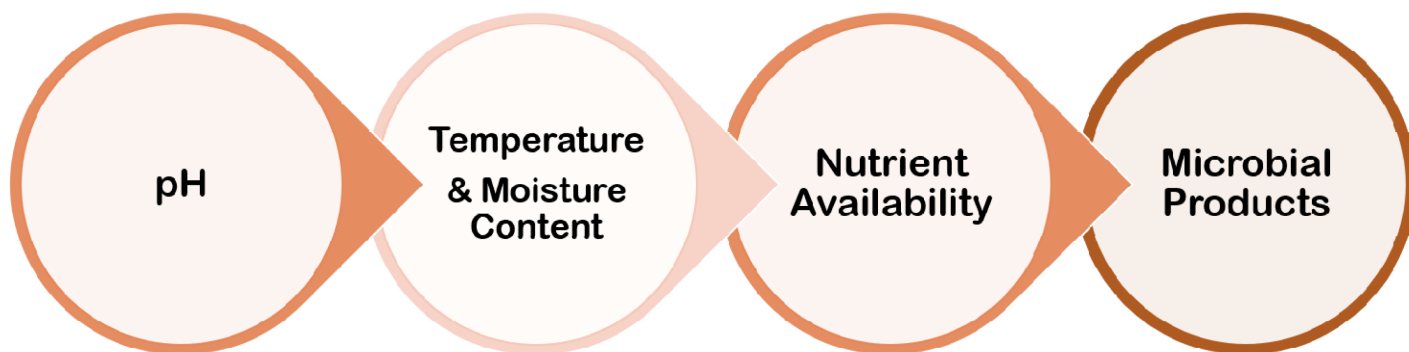 pH
Temperature
& Moisture
Content
Nutrient
Availability
Microbial
Products